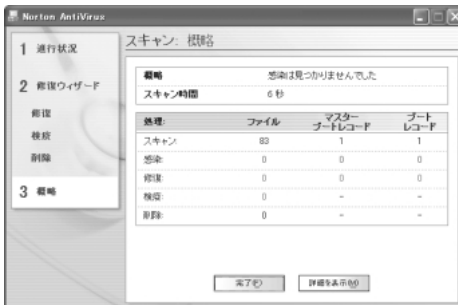 Norton AntiVirus
1 進行状況
2 修復ウィザード
修復
検疫
削除
3 概略
スキャン: 概略
概略 感染は見つかりませんでした
スキャン時間 6 秒
処理: ファイル マスター ブートレコード ブート レコード
スキャン: 83 1 1
感染: 0 0 0
修復: 0 0 0
検疫: 0 - -
削除: 0 - -
完了(F) 詳細を表示(M)